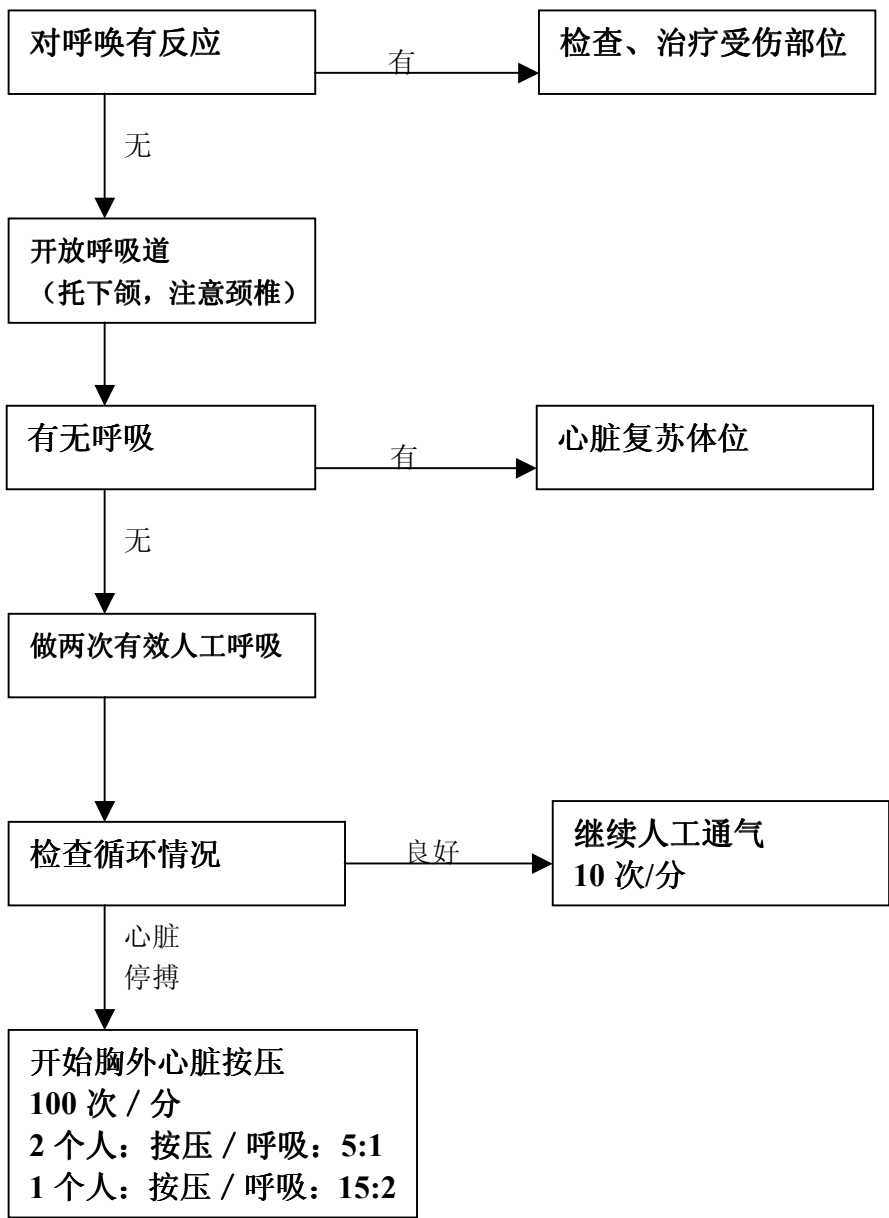 对呼唤有反应
有
检查、治疗受伤部位
无
开放呼吸道
（托下颌，注意颈椎）
有无呼吸
有
心脏复苏体位
无
做两次有效人工呼吸
检查循环情况
良好
继续人工通气
10 次/分
心脏
停搏
开始胸外心脏按压
100 次 / 分
2 个人：按压 / 呼吸：5:1
1 个人：按压 / 呼吸：15:2